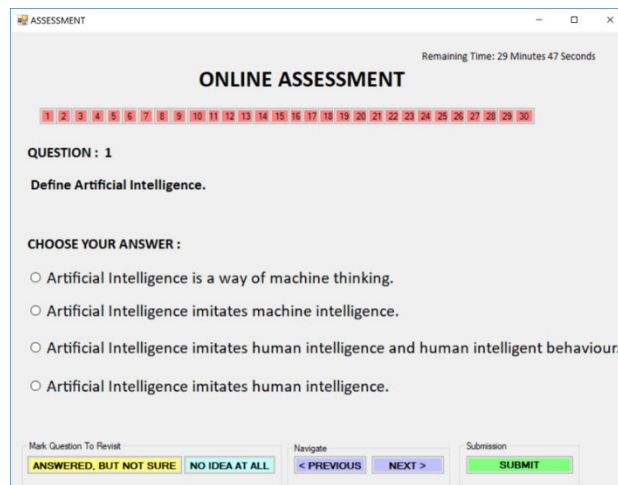 ASSESSMENT
Remaining Time: 29 Minutes 47 Seconds
ONLINE ASSESSMENT
1 2 3 4 5 6 7 8 9 10 11 12 13 14 15 16 17 18 19 20 21 22 23 24 25 26 27 28 29 30
QUESTION : 1
Define Artificial Intelligence.
CHOOSE YOUR ANSWER :
Artificial Intelligence is a way of machine thinking.
Artificial Intelligence imitates machine intelligence.
Artificial Intelligence imitates human intelligence and human intelligent behaviour.
Artificial Intelligence imitates human intelligence.
Mark Question To Revisit Navigate Submission
ANSWERED, BUT NOT SURE NO IDEA AT ALL < PREVIOUS NEXT > SUBMIT